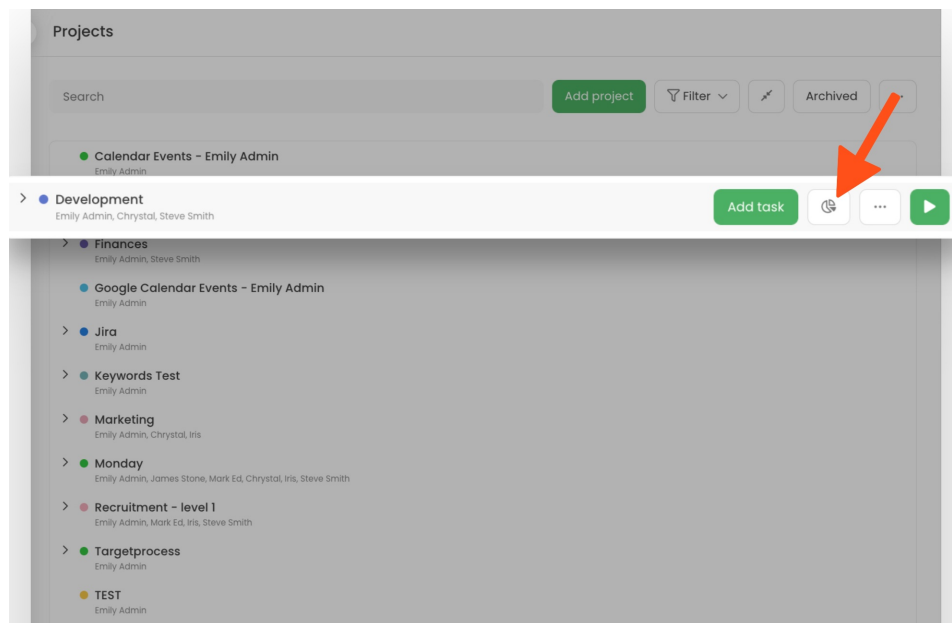 Projects
Search
Add project
Filter
Archived
...
Calendar Events - Emily Admin
Emily Admin
Development
Emily Admin, Chrystal, Steve Smith
Add task
...
Finances
Emily Admin, Steve Smith
Google Calendar Events - Emily Admin
Emily Admin
Jira
Emily Admin
Keywords Test
Emily Admin
Marketing
Emily Admin, Chrystal, Iris
Monday
Emily Admin, James Stone, Mark Ed, Chrystal, Iris, Steve Smith
Recruitment - level 1
Emily Admin, Mark Ed, Iris, Steve Smith
Targetprocess
Emily Admin
TEST
Emily Admin